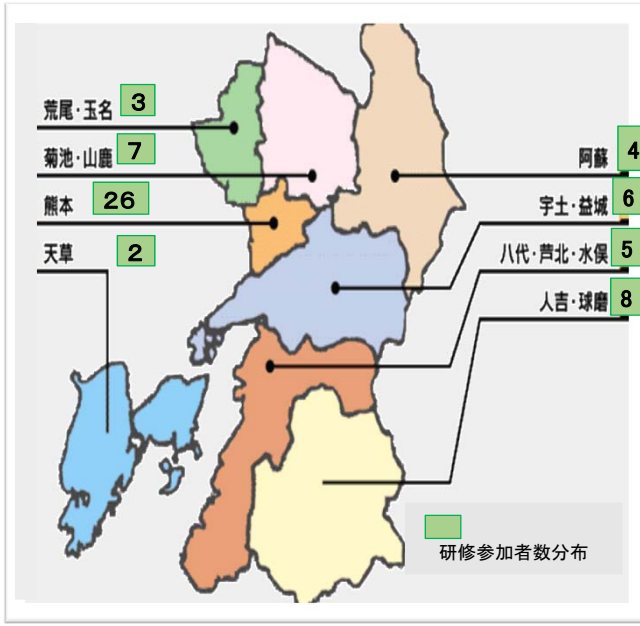 荒尾・玉名 3
菊池・山鹿 7
熊本 26
天草 2
阿蘇 4
宇土・益城 6
八代・芦北・水俣 5
人吉・球磨 8
研修参加者数分布